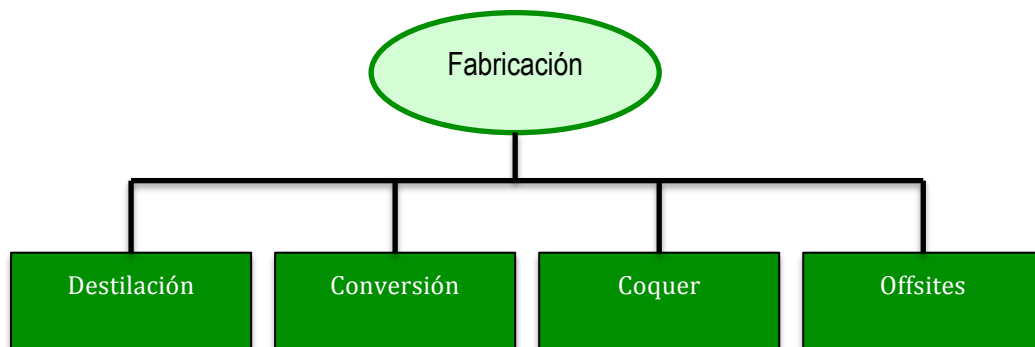 Fabricación
Destilación
Conversión
Coquer
Offsites